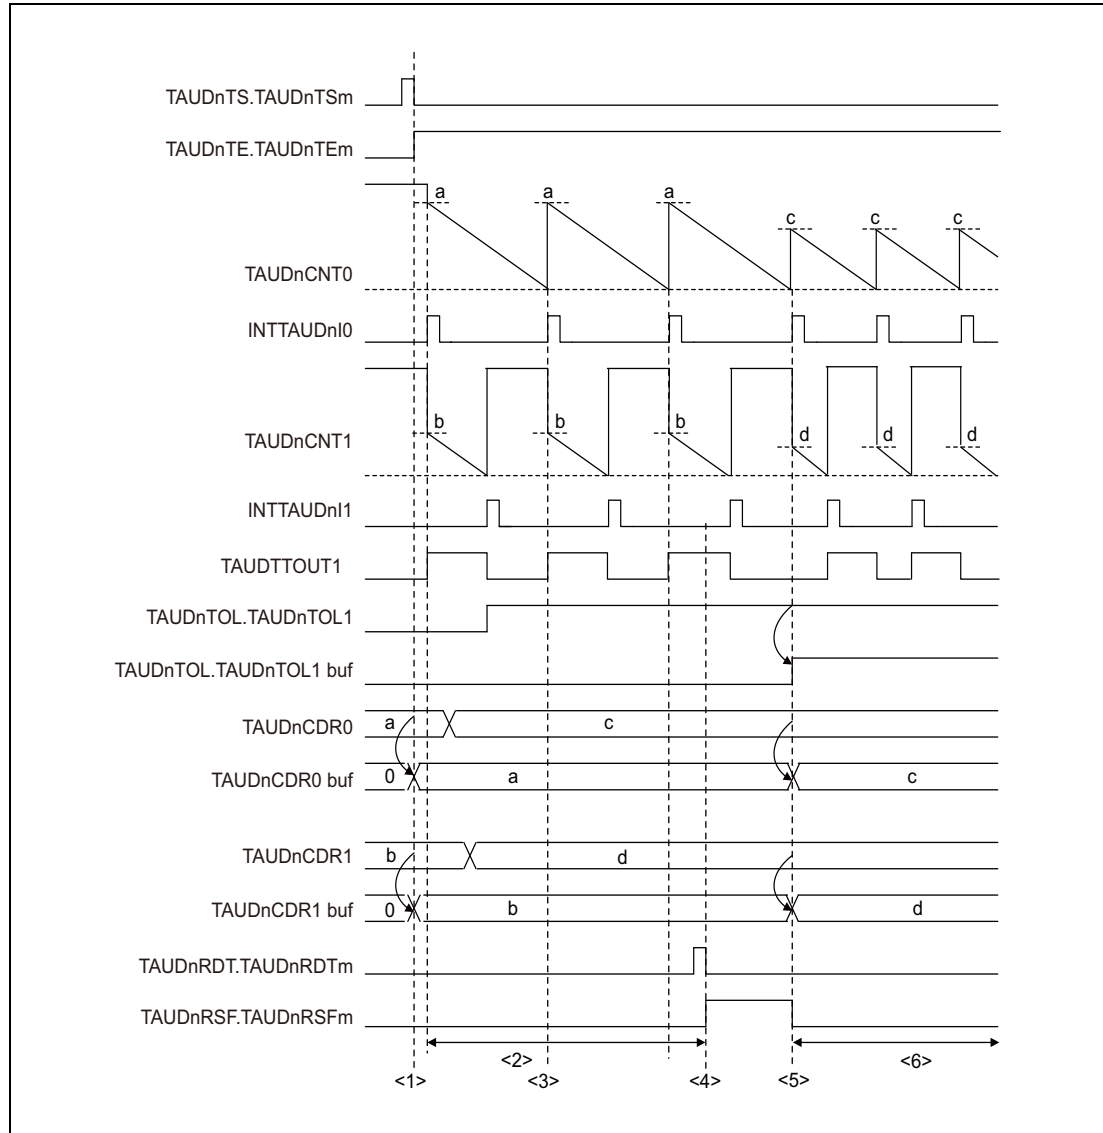 TAUDnTS.TAUDnTSm
TAUDnTE.TAUDnTEm
a a a
c c c
TAUDnCNT0
INTTAUDnI0
b b b
TAUDnCNT1 d d d
INTTAUDnI1
TAUDTTOUT1
TAUDnTOL.TAUDnTOL1
TAUDnTOL.TAUDnTOL1 buf
TAUDnCDR0 a c
TAUDnCDR0 buf 0 a c
TAUDnCDR1 b d
TAUDnCDR1 buf 0 b d
TAUDnRDT.TAUDnRDTm
TAUDnRSF.TAUDnRSFm
<2> <6>
<1> <3> <4> <5>